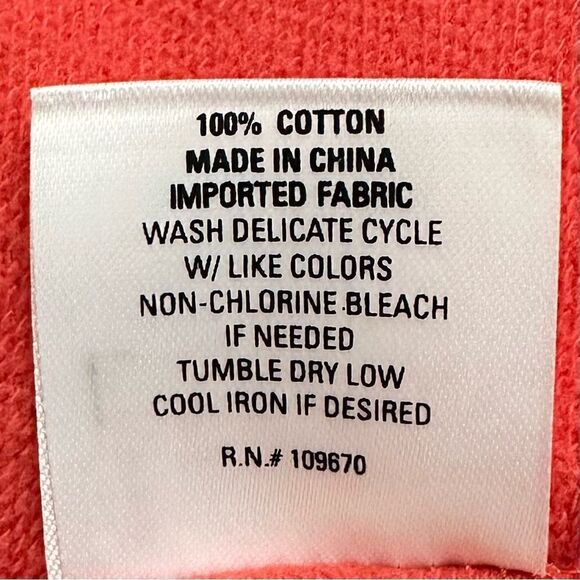 100% COTTON
MADE IN CHINA
IMPORTED FABRIC
WASH DELICATE CYCLE
W/ LIKE COLORS
NON-CHLORINE BLEACH
IF NEEDED
TUMBLE DRY LOW
COOL IRON IF DESIRED
R.N.# 109670